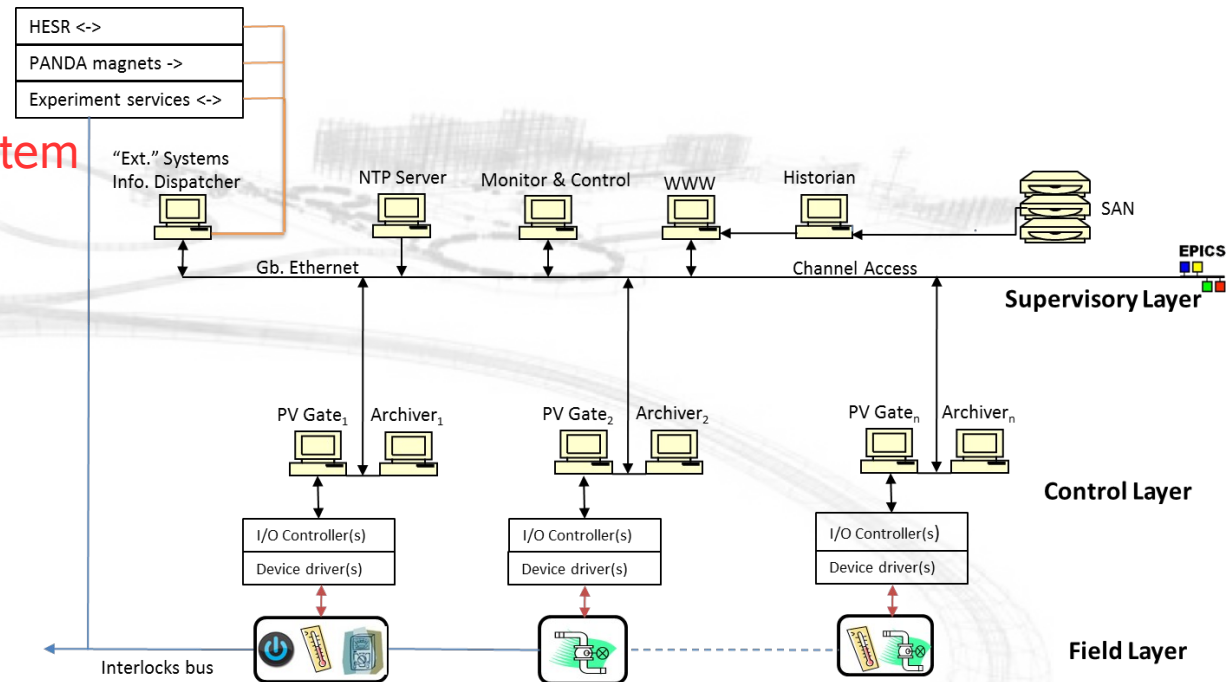 HESR <->
PANDA magnets ->
Experiment services <->
tem
“Ext.” Systems
Info. Dispatcher
NTP Server
Monitor & Control
WWW
Historian
SAN
Gb. Ethernet
Channel Access
EPICS
Supervisory Layer
PV Gate1
Archiver1
PV Gate2
Archiver2
PV Gaten
Archivern
Control Layer
I/O Controller(s)
Device driver(s)
I/O Controller(s)
Device driver(s)
I/O Controller(s)
Device driver(s)
Interlocks bus
Field Layer